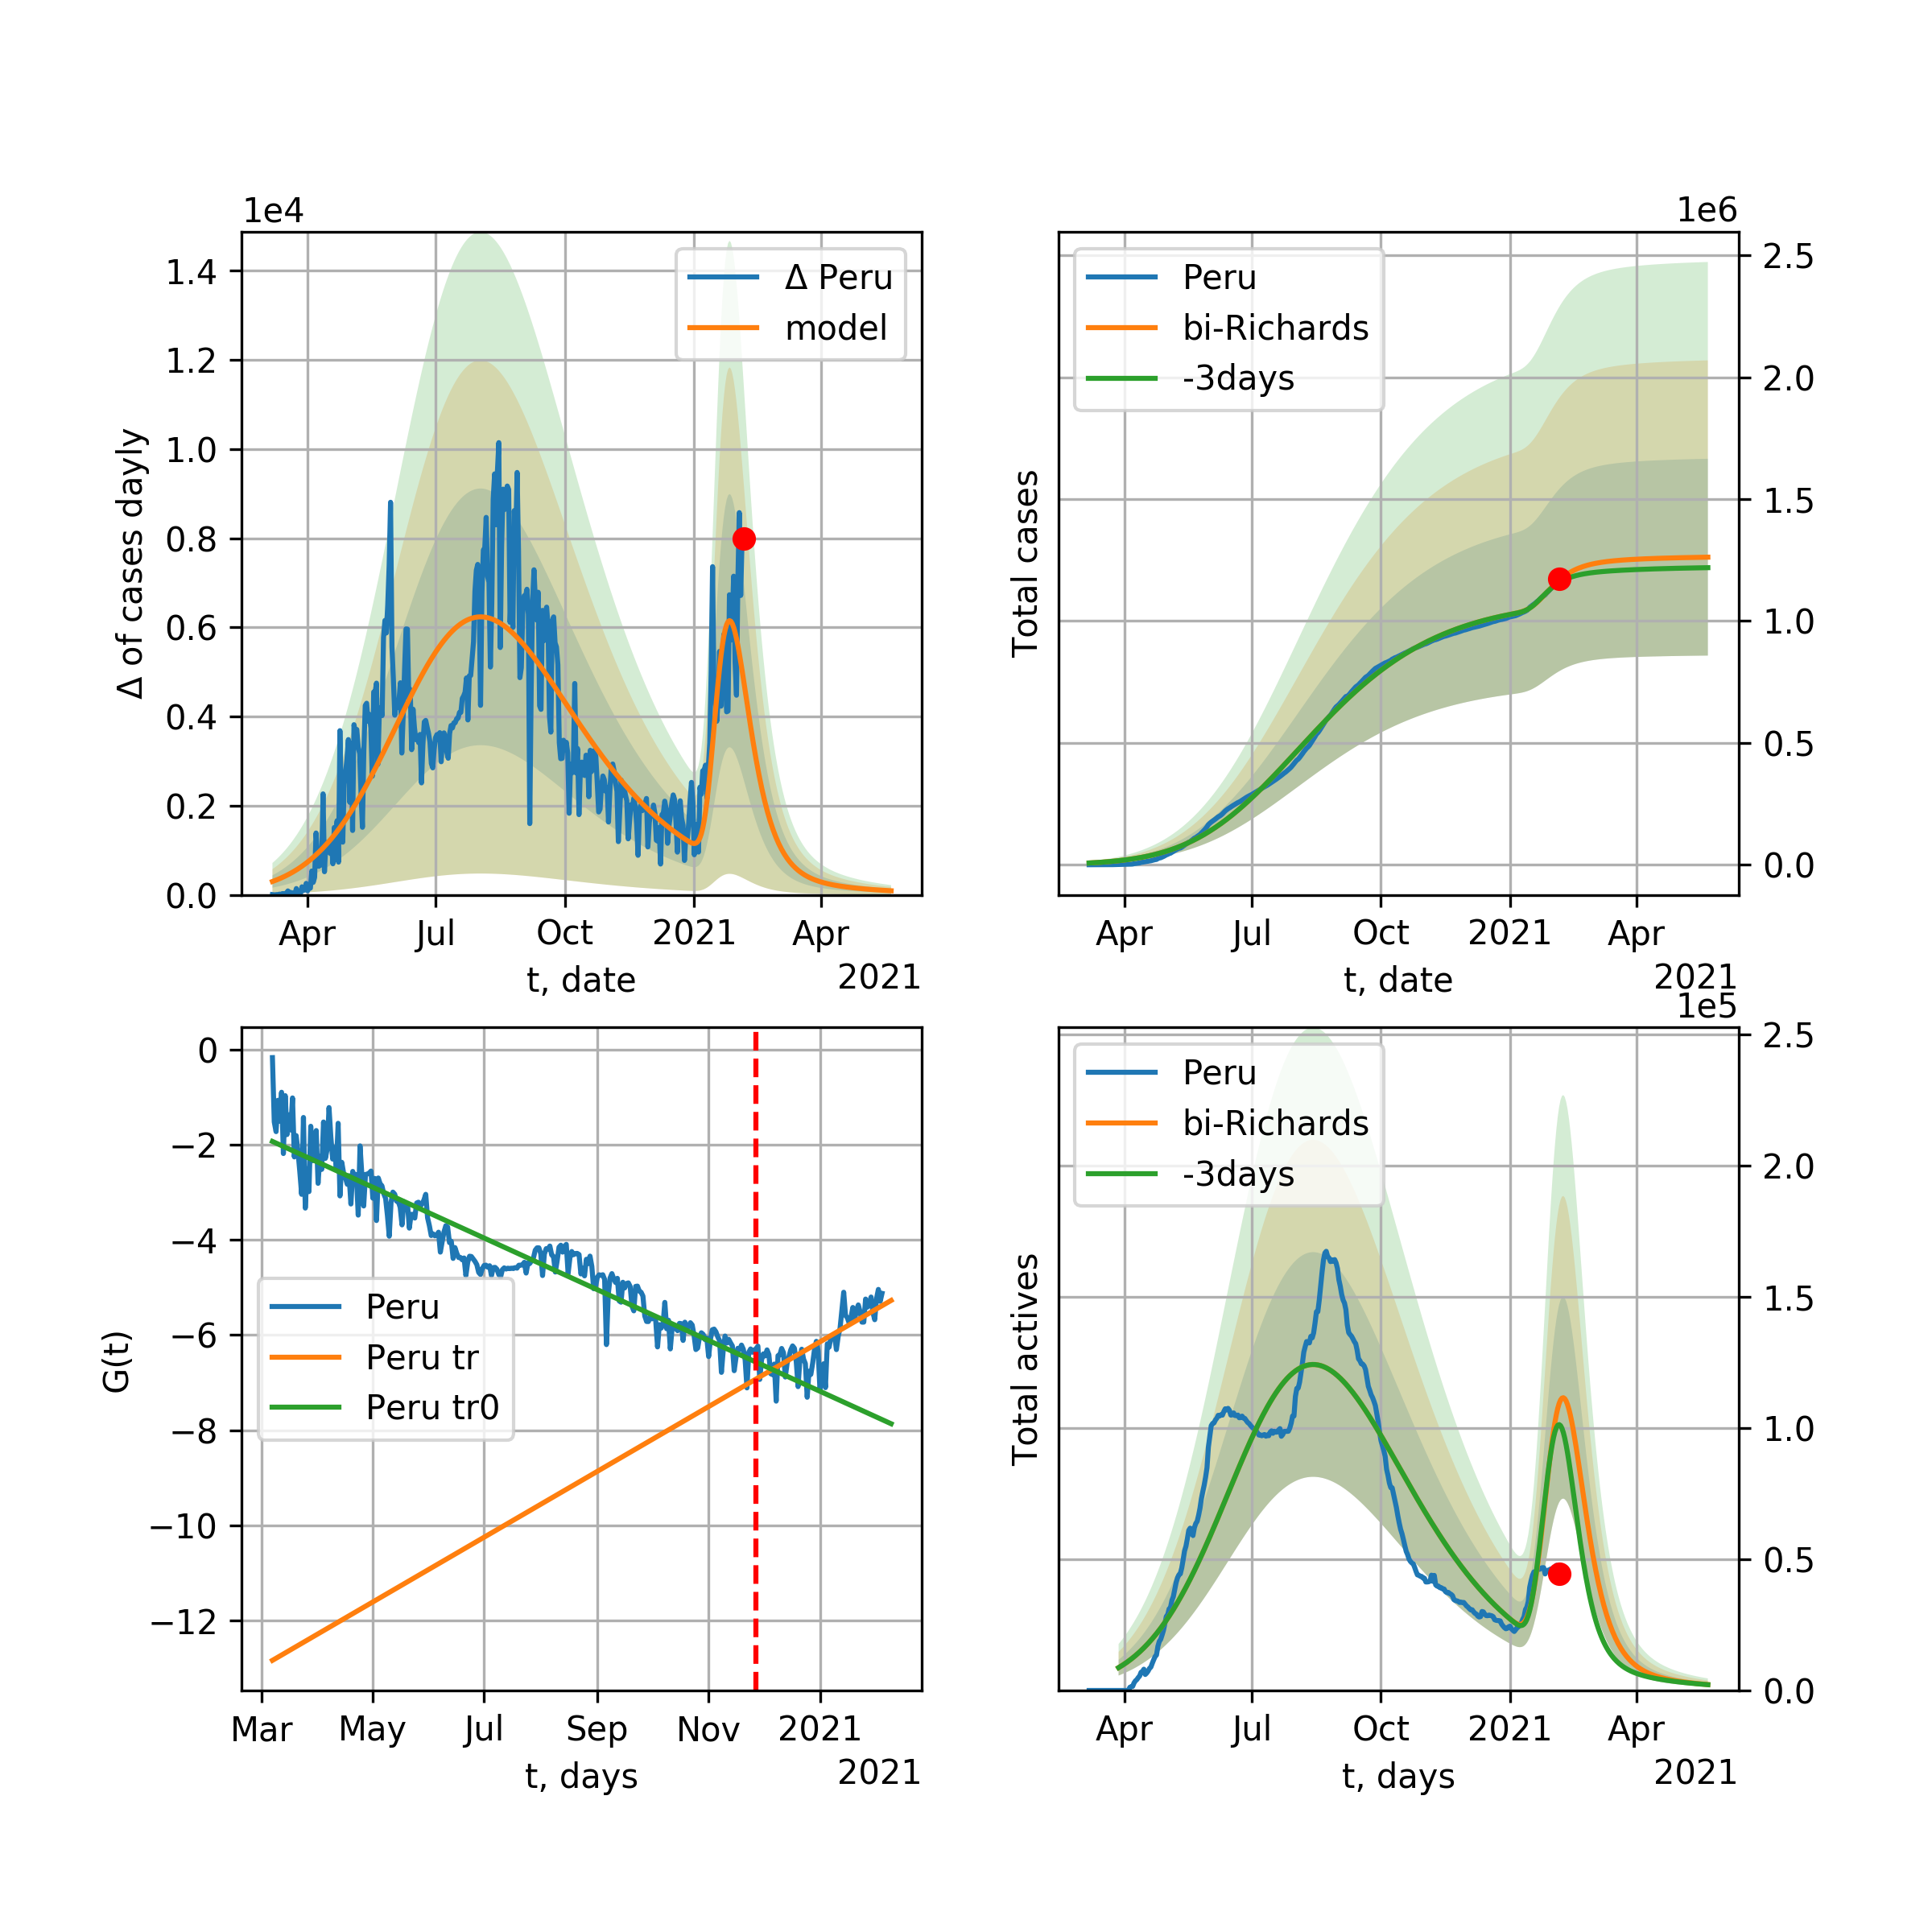 1e4
Δ of cases dayly
1.4
1.2
1.0
0.8
0.6
0.4
0.2
0.0
Δ Peru
model
Apr Jul Oct 2021 Apr
t, date
2021
1e6
Total cases
Peru
bi-Richards
-3days
2.5
2.0
1.5
1.0
0.5
0.0
Apr Jul Oct 2021 Apr
t, date
2021
G(t)
0
−2
−4
−6
−8
−10
−12
Peru
Peru tr
Peru tr0
Mar May Jul Sep Nov 2021
t, days
2021
1e5
Total actives
Peru
bi-Richards
-3days
2.5
2.0
1.5
1.0
0.5
0.0
Apr Jul Oct 2021 Apr
t, days
2021